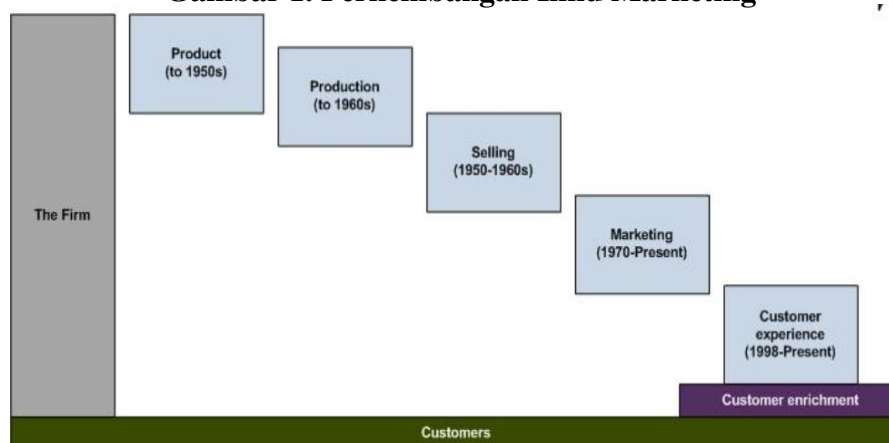 Gambar Perkembangan Ilmu Marketing
Product
(to 1950s)
Production
(to 1960s)
Selling
(1950-1960s)
The Firm
Marketing
(1970-Present)
Customer
experience
(1998-Present)
Customer enrichment
Customers